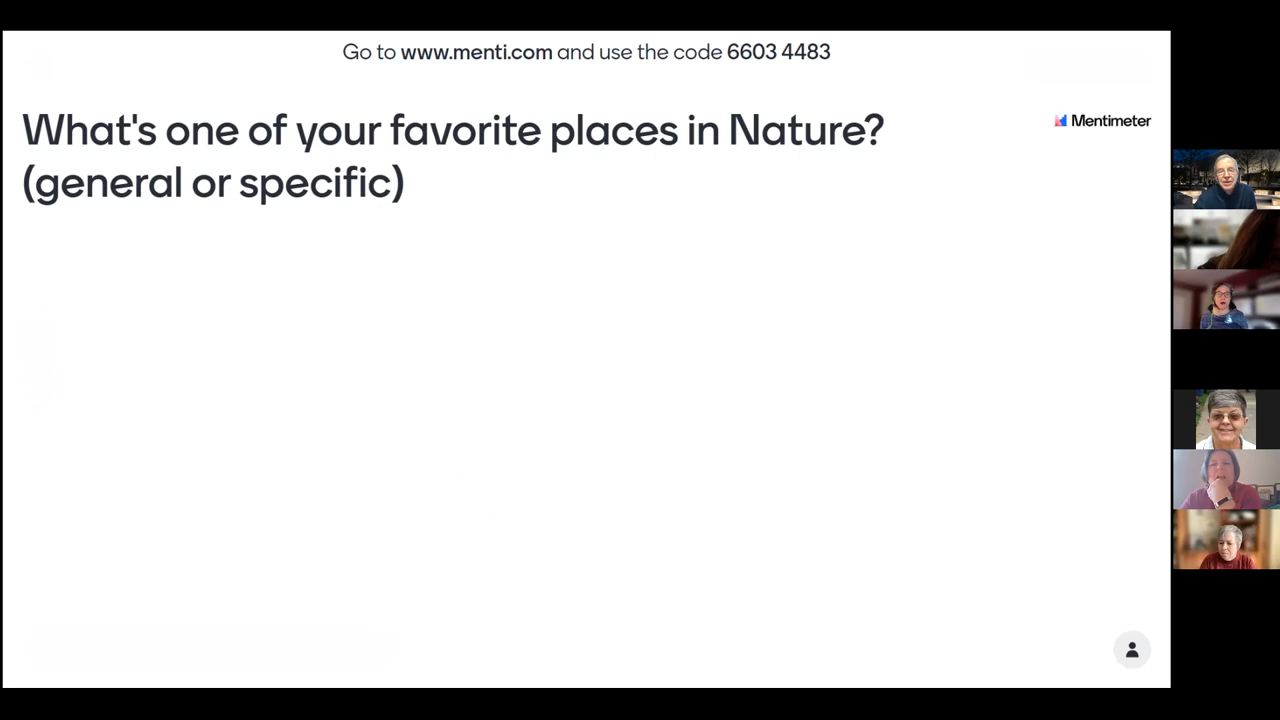 Go to www.menti.com and use the code 6603 4483
What's one of your favorite places in Nature?
(general or specific)
Mentimeter